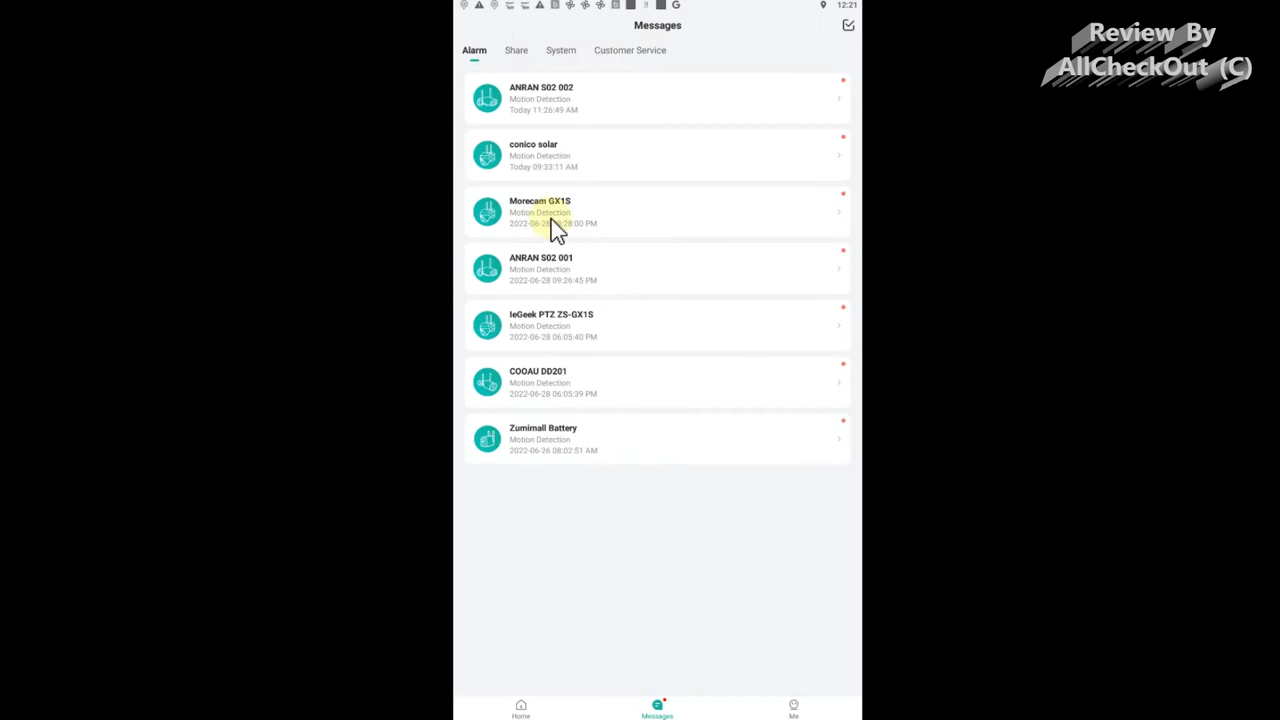 12:21
Messages
Review By
AllCheckOut (C)
Alarm Share System Customer Service
ANRAN S02 002
Motion Detection
Today 11:26:49 AM
conico solar
Motion Detection
Today 09:33:11 AM
Morecam GX1S
Motion Detection
:28:00 PM
ANRAN S02 001
Motion Detection
2022-06-28 09:26:45 PM
leGeek PTZ ZS-GX1S
Motion Detection
2022-06-28 06:05:40 PM
COOAU DD201
Motion Detection
2022-06-28 06:05:39 PM
Zumimall Battery
Motion Detection
2022-06-26 08:02:51 AM
Home Messages Me